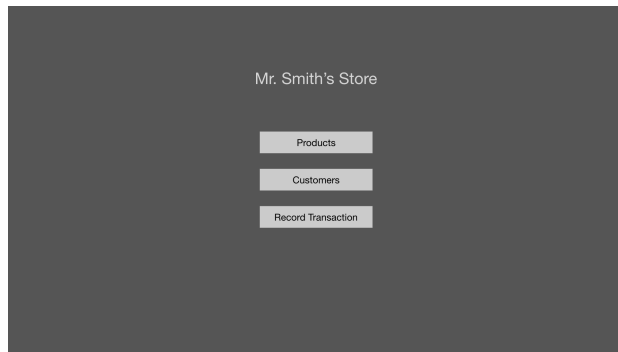 Mr. Smith's Store
Products
Customers
Record Transaction